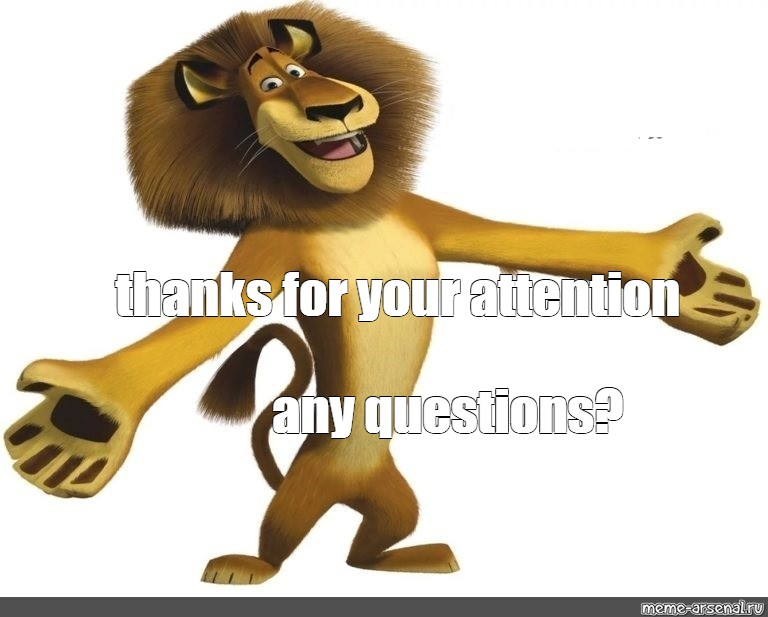 thanks for your attention
any questions?
meme-arsenal.ru